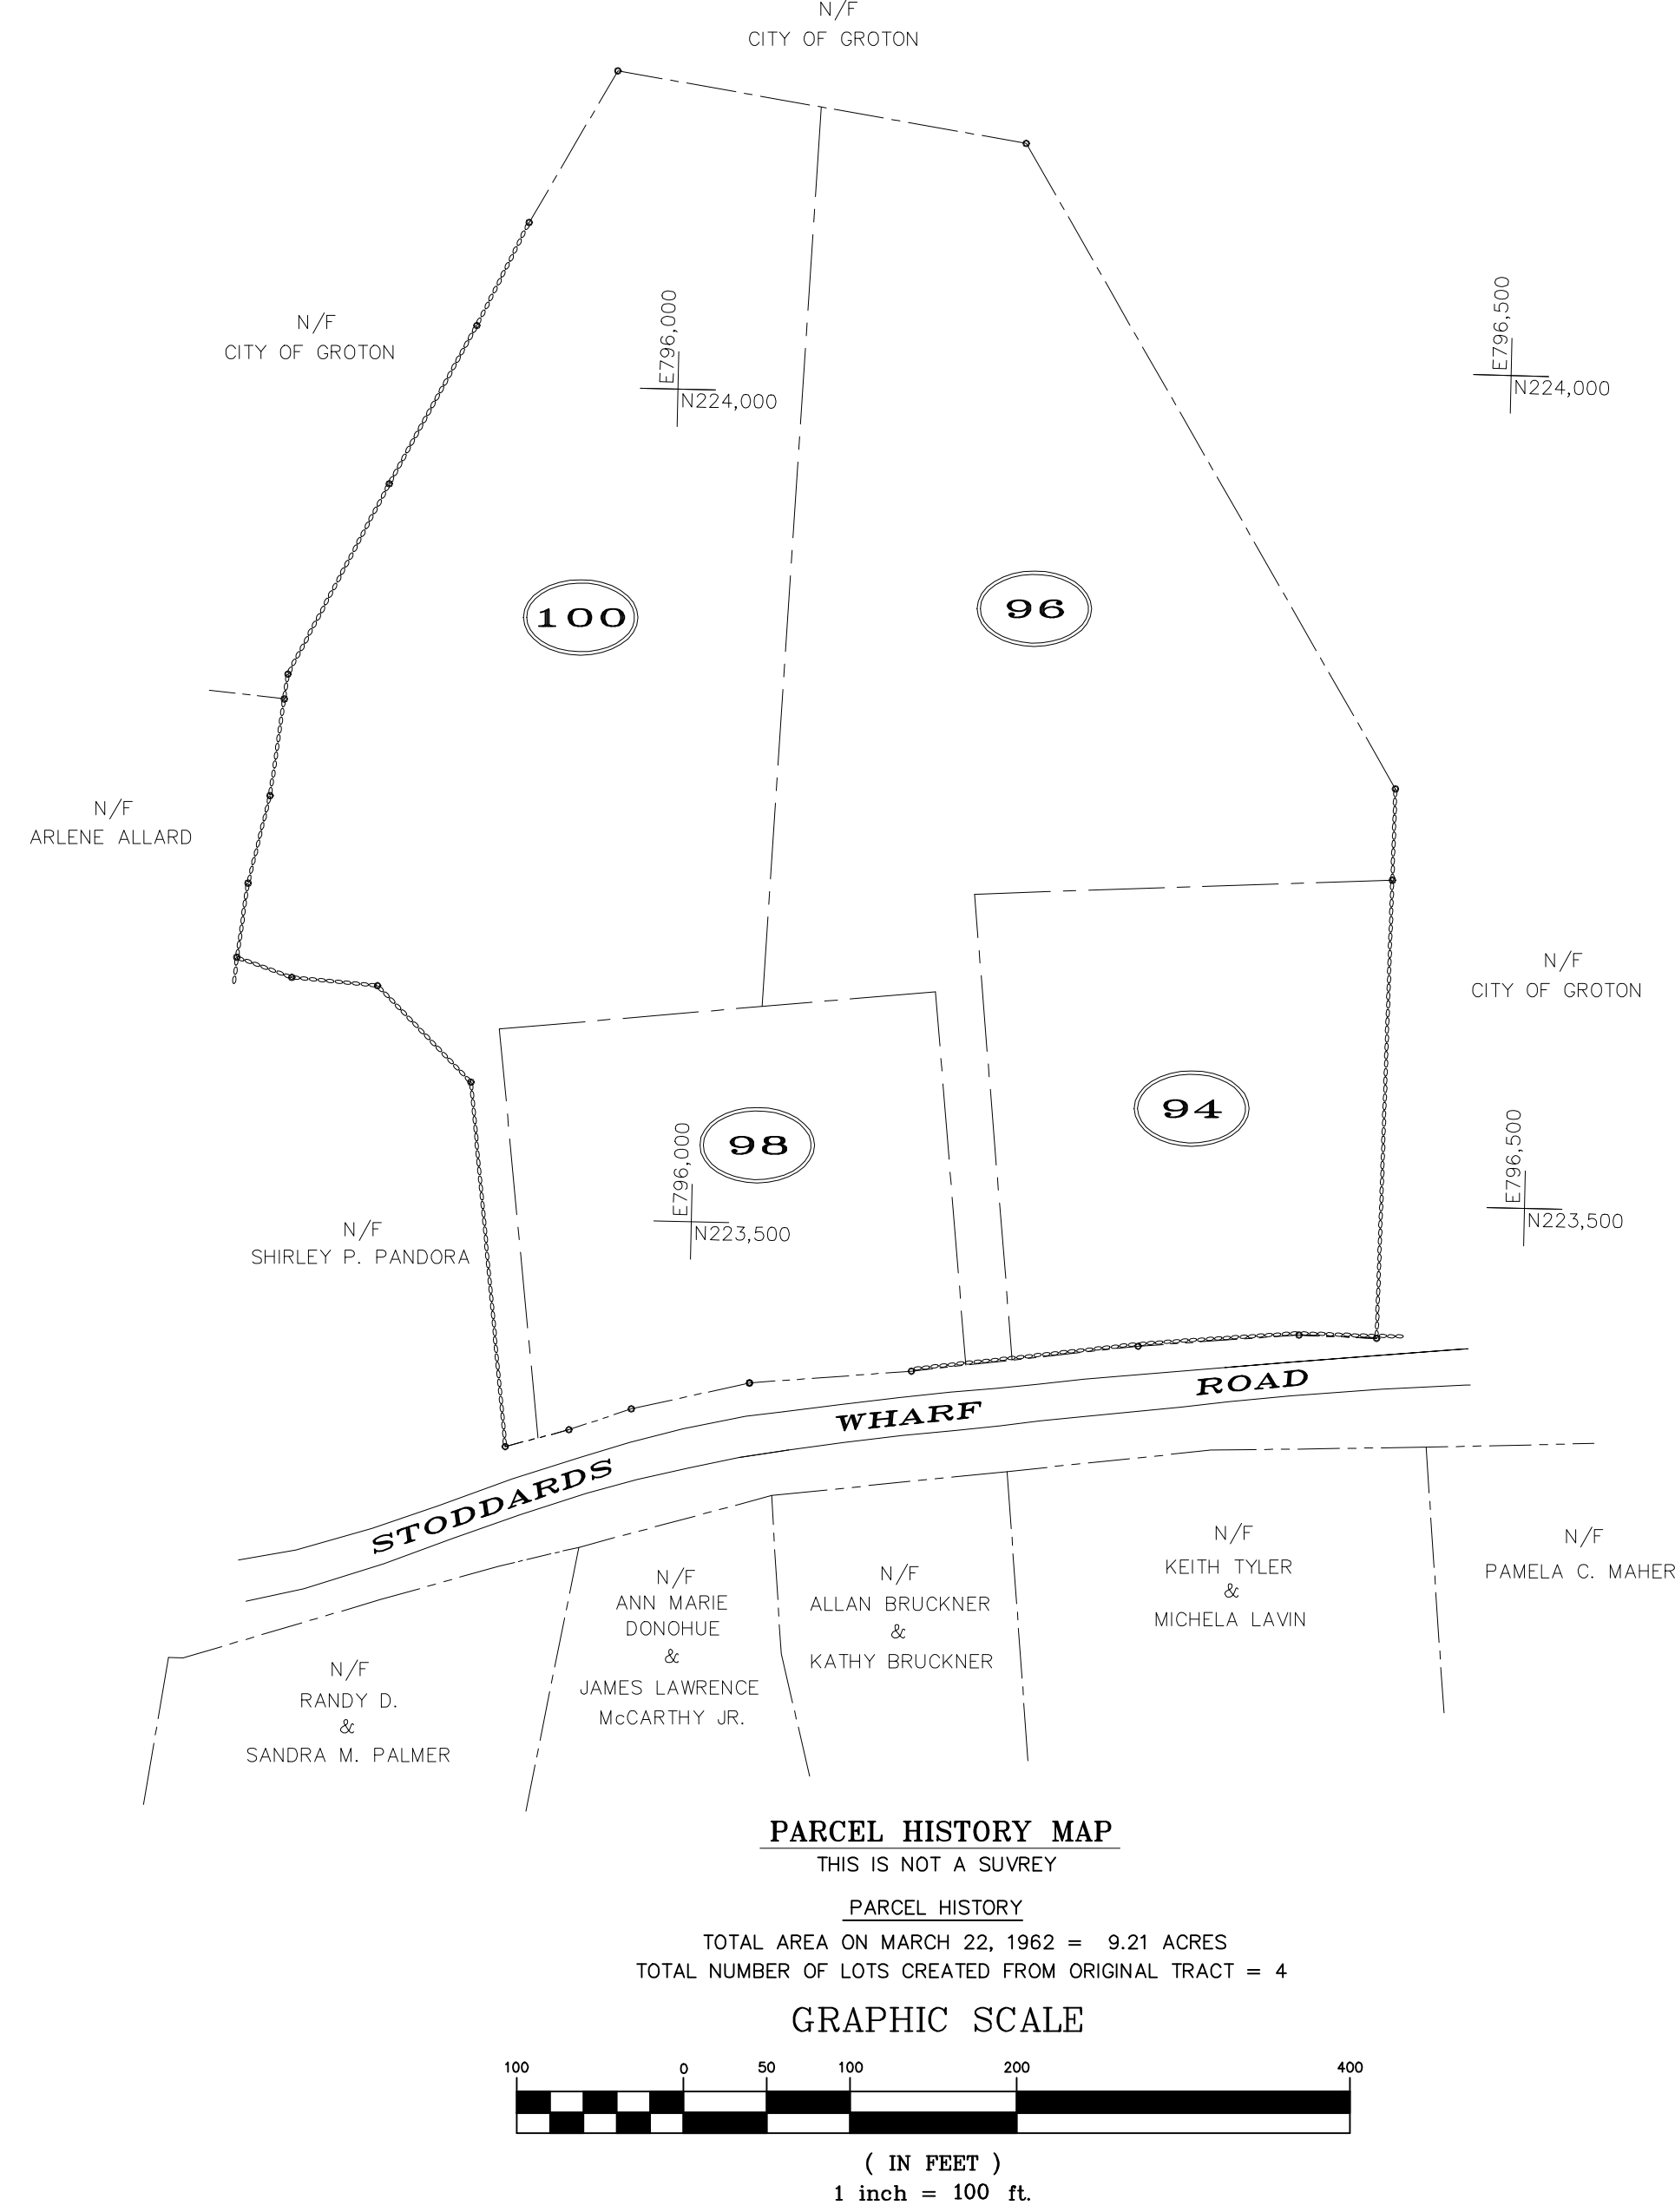 N/F
CITY OF GROTON
N/F
CITY OF GROTON
E796,000
N224,000
E796,500
N224,000
100
96
N/F
ARLENE ALLARD
N/F
CITY OF GROTON
94
98
E796,000
N223,500
E796,500
N223,500
N/F
SHIRLEY P. PANDORA
STODDARDS WHARF ROAD
N/F
RANDY D.
&
SANDRA M. PALMER
N/F
ANN MARIE
DONOHUE
&
JAMES LAWRENCE
McCARTHY JR.
N/F
ALLAN BRUCKNER
&
KATHY BRUCKNER
N/F
KEITH TYLER
&
MICHELA LAVIN
N/F
PAMELA C. MAHER
PARCEL HISTORY MAP
THIS IS NOT A SUVREY
PARCEL HISTORY
TOTAL AREA ON MARCH 22, 1962 = 9.21 ACRES
TOTAL NUMBER OF LOTS CREATED FROM ORIGINAL TRACT = 4
GRAPHIC SCALE
100 0 50 100 200 400
( IN FEET )
1 inch = 100 ft.